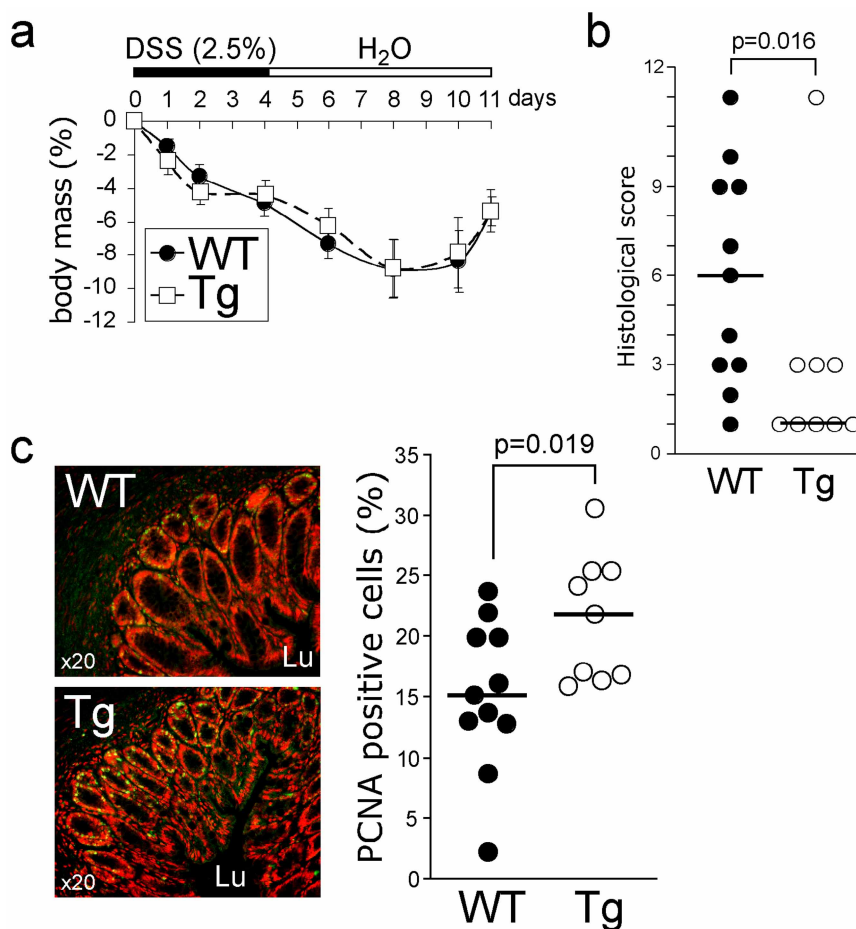 a
DSS (2.5%) H₂O
0 1 2 3 4 5 6 7 8 9 10 11 days
0
-2
-4
-6
-8
-10
-12
body mass (%)
WT
Tg
b
p=0.016
12
9
6
3
0
Histological score
WT Tg
c
WT
Lu
x20
Tg
Lu
x20
p=0.019
35
30
25
20
15
10
5
0
PCNA positive cells (%)
WT Tg